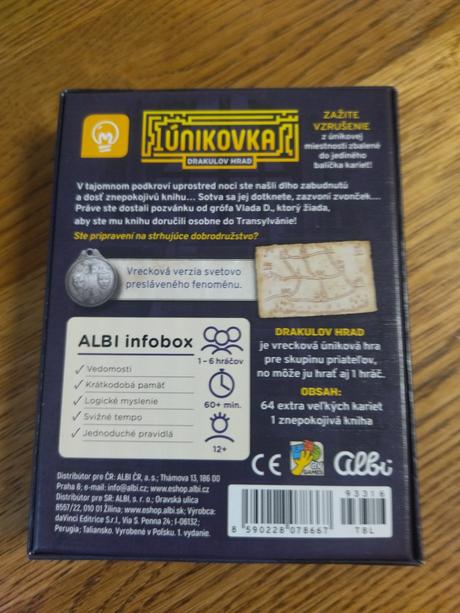 ÚNIKOVKA
DRAKULOV HRAD
ZAŽITE
VZRUŠENIE
z únikovej
miestnosti zbalené
do jediného
balíčka kariet!
V tajomnom podkroví uprostred noci ste našli dlho zabudnutú
a dosť znepokojivú knihu... Sotva sa jej dotknete, zazvoní zvonček...
Práve ste dostali pozvánku od grófa Vlada D., ktorý žiada,
aby ste mu knihu doručili osobne do Transylvánie!
Ste pripravení na strhujúce dobrodružstvo?
Vrecková verzia svetovo
presláveného fenoménu.
ALBI infobox
Vedomosti
Krátkodobá pamäť
Logické myslenie
Svižné tempo
Jednoduché pravidlá
1 – 6 hráčov
60+ min.
12+
DRAKULOV HRAD
je vrecková úniková hra
pre skupinu priateľov,
no môže ju hrať aj 1 hráč.
OBSAH:
64 extra veľkých kariet
1 znepokojivá kniha
CE
dV
GAMES
albi
Distribútor pre ČR: ALBI ČR, a.s.; Thámova 13, 186 00
Praha 8; e-mail: info@albi.cz; www.eshop.albi.cz
Distribútor pre SR: ALBI, s. r. o.; Oravská ulica
8557/22, 010 01 Žilina; www.eshop.albi.sk; Výrobca:
daVinci Editrice S.r.l., Via S. Penna 24; I-06132;
Perugia; Taliansko. Vyrobené v Poľsku. 1. vydanie.
93316
8 590228 078667
TBL